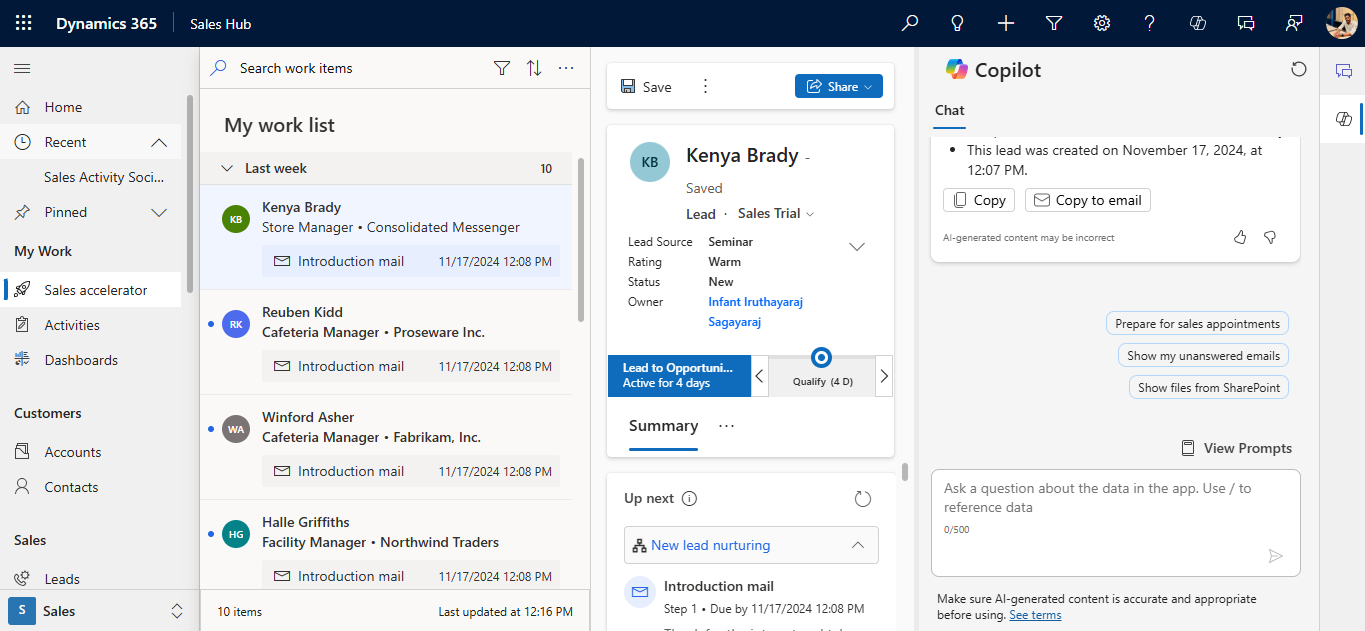 Dynamics 365
Sales Hub
Home
Recent
Sales Activity Soci...
Pinned
My Work
Sales accelerator
Activities
Dashboards
Customers
Accounts
Contacts
Sales
Leads
S
Sales
Search work items
My work list
Last week
10
KB
Kenya Brady
Store Manager • Consolidated Messenger
Introduction mail
11/17/2024 12:08 PM
RK
Reuben Kidd
Cafeteria Manager • Proseware Inc.
Introduction mail
11/17/2024 12:08 PM
WA
Winford Asher
Cafeteria Manager • Fabrikam, Inc.
Introduction mail
11/17/2024 12:08 PM
HG
Halle Griffiths
Facility Manager • Northwind Traders
Introduction mail
11/17/2024 12:08 PM
10 items
Last updated at 12:16 PM
Save
Share
KB
Kenya Brady -
Saved
Lead · Sales Trial
Lead Source Seminar
Rating Warm
Status New
Owner Infant Iruthayaraj
Sagayaraj
Lead to Opportuni...
Active for 4 days
Qualify (4 D)
Summary
Up next
New lead nurturing
Introduction mail
Step 1 • Due by 11/17/2024 12:08 PM
Copilot
Chat
• This lead was created on November 17, 2024, at
12:07 PM.
Copy
Copy to email
AI-generated content may be incorrect
Prepare for sales appointments
Show my unanswered emails
Show files from SharePoint
View Prompts
Ask a question about the data in the app. Use / to
reference data
0/500
Make sure AI-generated content is accurate and appropriate
before using. See terms